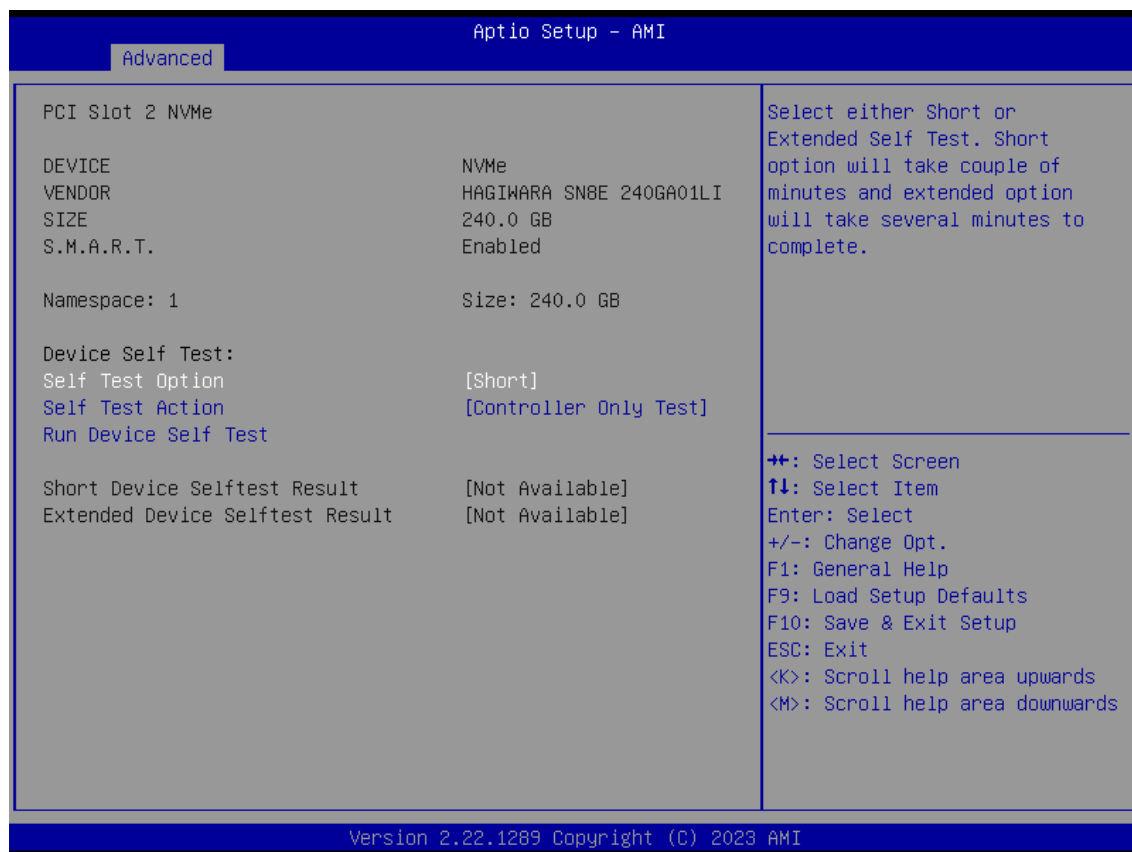 Aptio Setup – AMI
Advanced
PCI Slot 2 NVMe
DEVICE NVMe
VENDOR HAGIWARA SN8E 240GA01LI
SIZE 240.0 GB
S.M.A.R.T. Enabled
Namespace: 1 Size: 240.0 GB
Device Self Test:
Self Test Option [Short]
Self Test Action [Controller Only Test]
Run Device Self Test
Short Device Selftest Result [Not Available]
Extended Device Selftest Result [Not Available]
Select either Short or
Extended Self Test. Short
option will take couple of
minutes and extended option
will take several minutes to
complete.
→←: Select Screen
↑↓: Select Item
Enter: Select
+/-: Change Opt.
F1: General Help
F9: Load Setup Defaults
F10: Save & Exit Setup
ESC: Exit
<K>: Scroll help area upwards
<M>: Scroll help area downwards
Version 2.22.1289 Copyright (C) 2023 AMI